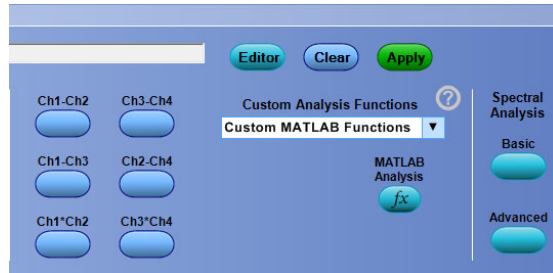 Editor Clear Apply
Ch1-Ch2 Ch3-Ch4
Custom Analysis Functions ?
Custom MATLAB Functions
Spectral
Analysis
Basic
Ch1-Ch3 Ch2-Ch4
MATLAB
Analysis
fx
Ch1*Ch2 Ch3*Ch4
Advanced